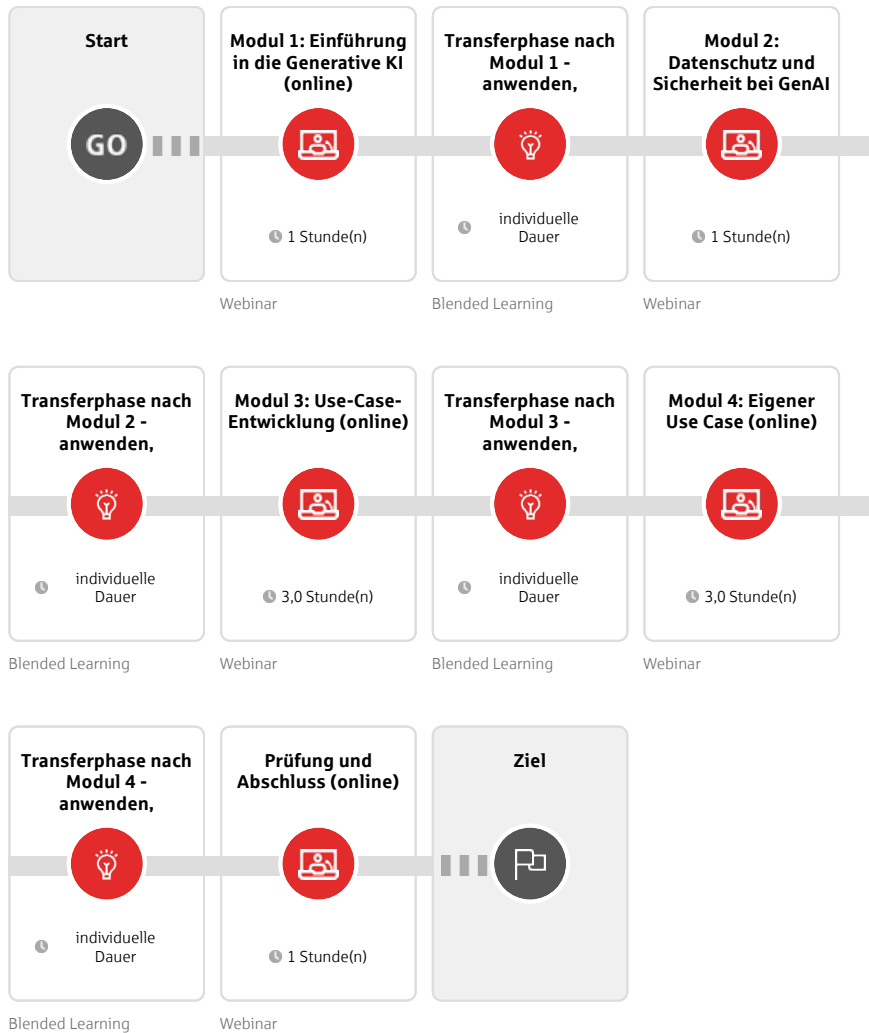 Start
Modul 1: Einführung
in die Generative KI
(online)
Transferphase nach
Modul 1 -
anwenden,
Modul 2:
Datenschutz und
Sicherheit bei GenAI
GO
1 Stunde(n)
individuelle
Dauer
1 Stunde(n)
Webinar
Blended Learning
Webinar
Transferphase nach
Modul 2 -
anwenden,
Modul 3: Use-Case-
Entwicklung (online)
Transferphase nach
Modul 3 -
anwenden,
Modul 4: Eigener
Use Case (online)
individuelle
Dauer
3,0 Stunde(n)
individuelle
Dauer
3,0 Stunde(n)
Blended Learning
Webinar
Blended Learning
Webinar
Transferphase nach
Modul 4 -
anwenden,
Prüfung und
Abschluss (online)
Ziel
individuelle
Dauer
1 Stunde(n)
Blended Learning
Webinar